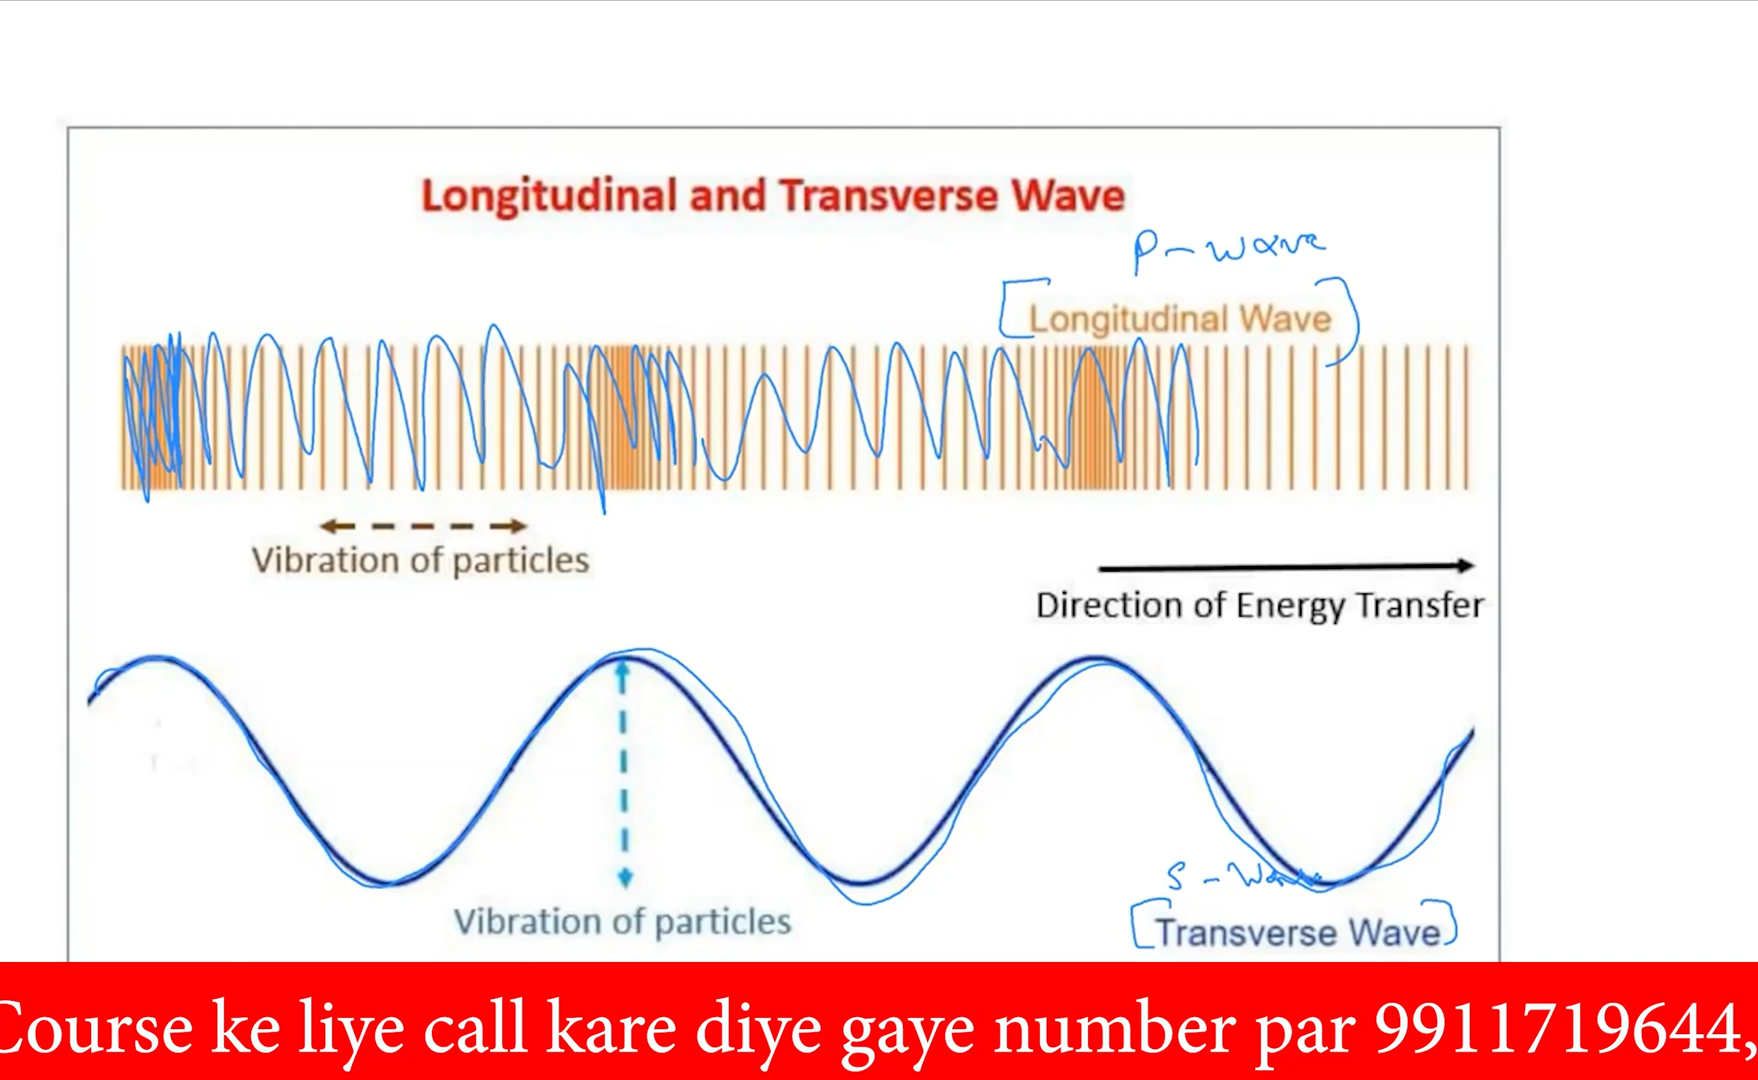 Longitudinal and Transverse Wave
P-wave
Longitudinal Wave
Vibration of particles
Direction of Energy Transfer
Vibration of particles
S-Wave
Transverse Wave
Course ke liye call kare diye gaye number par 9911719644,